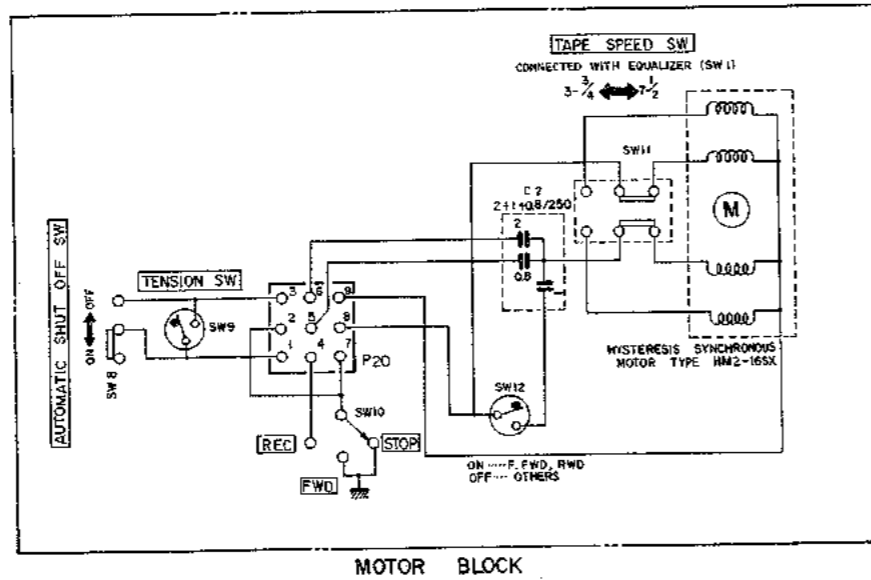 TAPE SPEED SW
CONNECTED WITH EQUALIZER (SW1)
3-3/4 7-1/2
SW11
C2
2+1+0.8/250
2
0.8
1
M
HYSTERESIS SYNCHRONOUS
MOTOR TYPE HM2-16SX
AUTOMATIC SHUT OFF SW
ON OFF
SW8
TENSION SW
SW9
3 6 9
2 5 8
1 4 7
P20
SW10
REC
STOP
FWD
SW12
ON----F.FWD, RWD
OFF--- OTHERS
MOTOR BLOCK